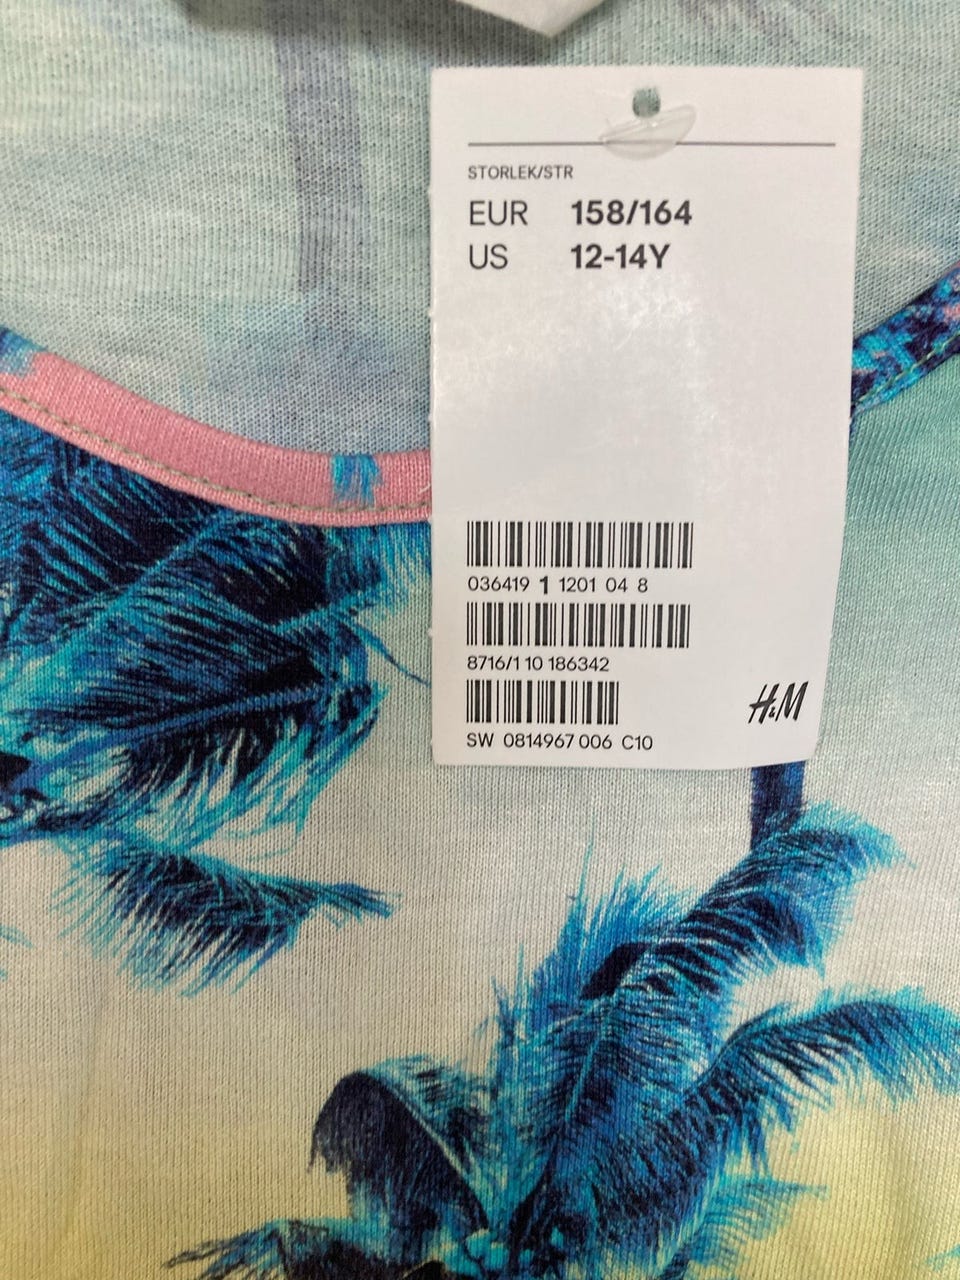 STORLEK/STR
EUR 158/164
US 12-14Y
036419 1 1201 04 8
8716/1 10 186342
H&M
SW 0814967 006 C10